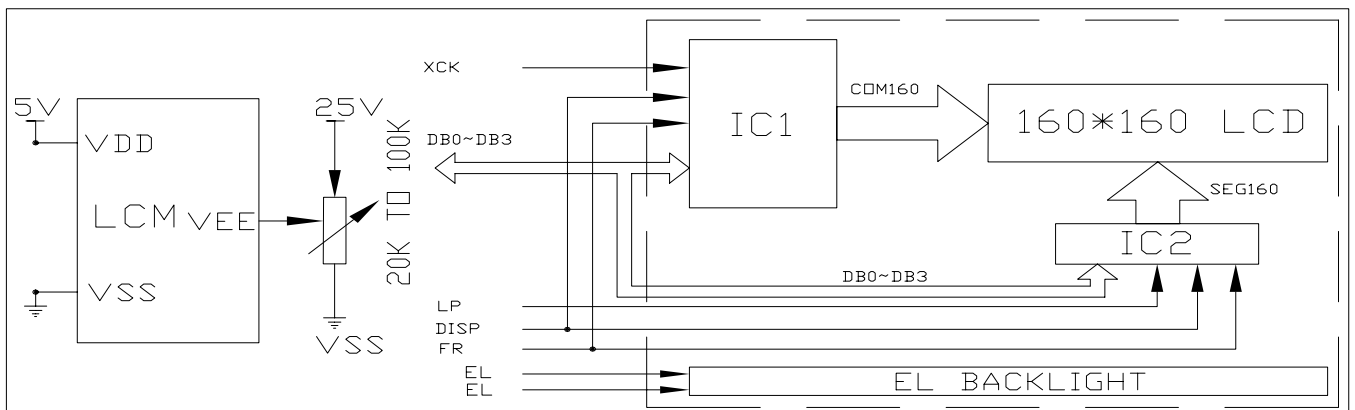 5V
VDD
LCM
VEE
VSS
25V
20K TO 100K
VSS
XCK
DB0~DB3
IC1
COM160
160*160 LCD
SEG160
IC2
DB0~DB3
LP
DISP
FR
EL
EL
EL BACKLIGHT